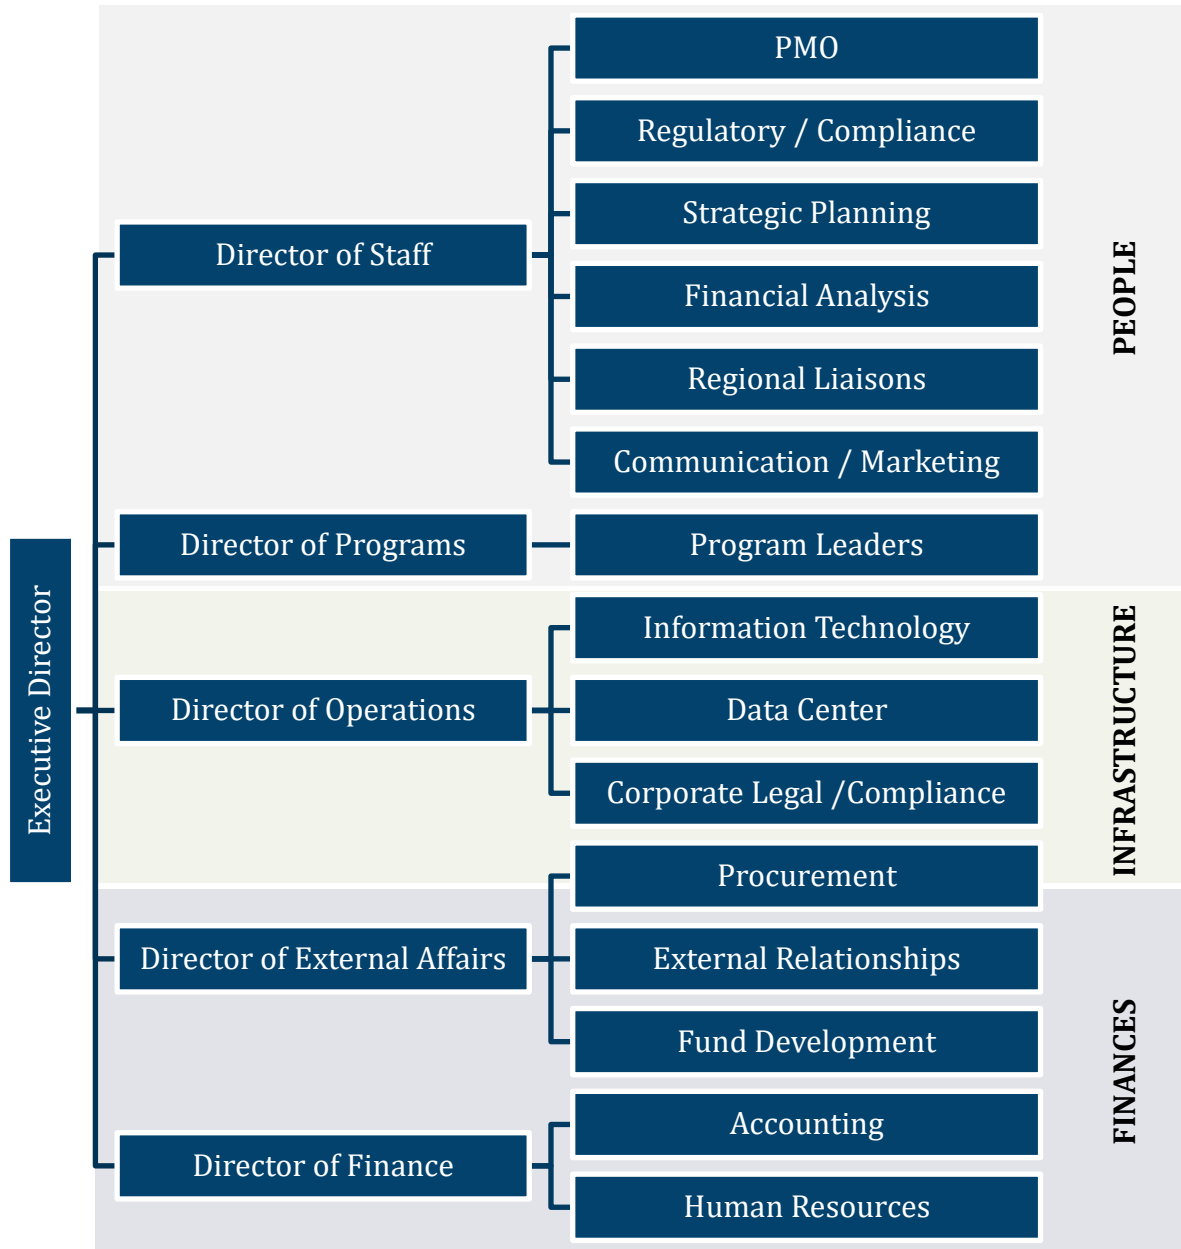 Executive Director
Director of Staff
PMO
Regulatory / Compliance
Strategic Planning
Financial Analysis
Regional Liaisons
Communication / Marketing
Director of Programs
Program Leaders
PEOPLE
Director of Operations
Information Technology
Data Center
Corporate Legal /Compliance
INFRASTRUCTURE
Director of External Affairs
Procurement
External Relationships
Fund Development
Director of Finance
Accounting
Human Resources
FINANCES